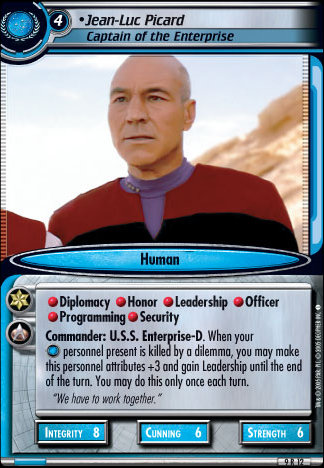 4
•Jean-Luc Picard
Captain of the Enterprise
Human
•Diplomacy •Honor •Leadership •Officer
•Programming •Security
Commander: U.S.S. Enterprise-D. When your
personnel present is killed by a dilemma, you may make
this personnel attributes +3 and gain Leadership until the
end of the turn. You may do this only once each turn.
"We have to work together."
INTEGRITY 8 CUNNING 6 STRENGTH 6
9 R 12